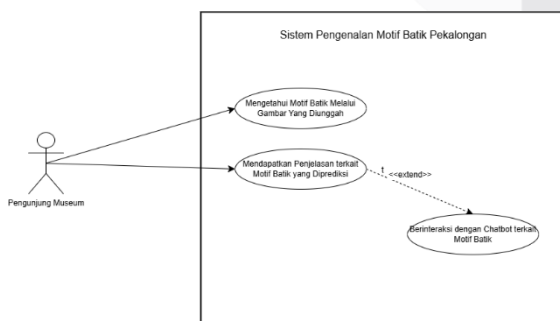 Sistem Pengenalan Motif Batik Pekalongan
Mengetahui Motif Batik Melalui
Gambar Yang Diunggah
Mendapatkan Penjelasan terkait
Motif Batik yang Diprediksi
t
<<extend>>
Pengunjung Museum
Berinteraksi dengan Chatbot terkait
Motif Batik